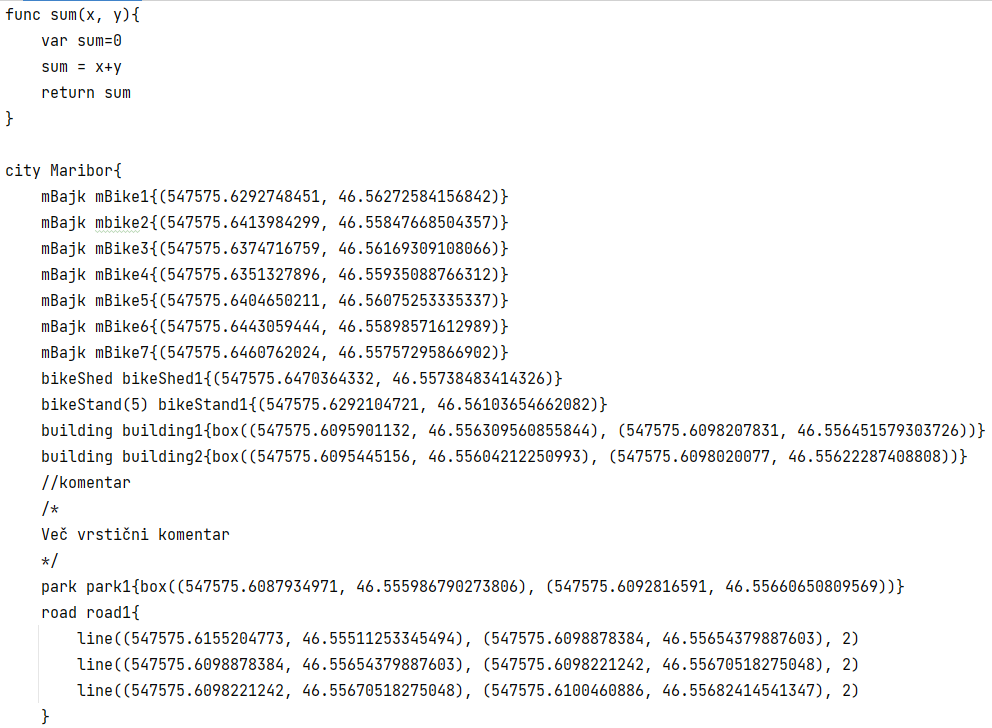 func sum(x, y){
    var sum=0
    sum = x+y
    return sum
}

city Maribor{
    mBajk mBike1{(547575.6292748451, 46.56272584156842)}
    mBajk mbike2{(547575.6413984299, 46.55847668504357)}
    mBajk mBike3{(547575.6374716759, 46.56169309108066)}
    mBajk mBike4{(547575.6351327896, 46.55935088766312)}
    mBajk mBike5{(547575.6404650211, 46.56075253335337)}
    mBajk mBike6{(547575.6443059444, 46.55898571612989)}
    mBajk mBike7{(547575.6460762024, 46.55757295866902)}
    bikeShed bikeShed1{(547575.6470364332, 46.55738483414326)}
    bikeStand(5) bikeStand1{(547575.6292104721, 46.56103654662082)}
    building building1{box((547575.6095901132, 46.556309560855844), (547575.6098207831, 46.556451579303726))}
    building building2{box((547575.6095445156, 46.55604212250993), (547575.6098020077, 46.55622287408808))}
    //komentar
    /*
    Več vrstični komentar
    */
    park park1{box((547575.6087934971, 46.555986790273806), (547575.6092816591, 46.55660650809569))}
    road road1{
        line((547575.6155204773, 46.55511253345494), (547575.6098878384, 46.55654379887603), 2)
        line((547575.6098878384, 46.55654379887603), (547575.6098221242, 46.55670518275048), 2)
        line((547575.6098221242, 46.55670518275048), (547575.6100460886, 46.55682414541347), 2)
    }